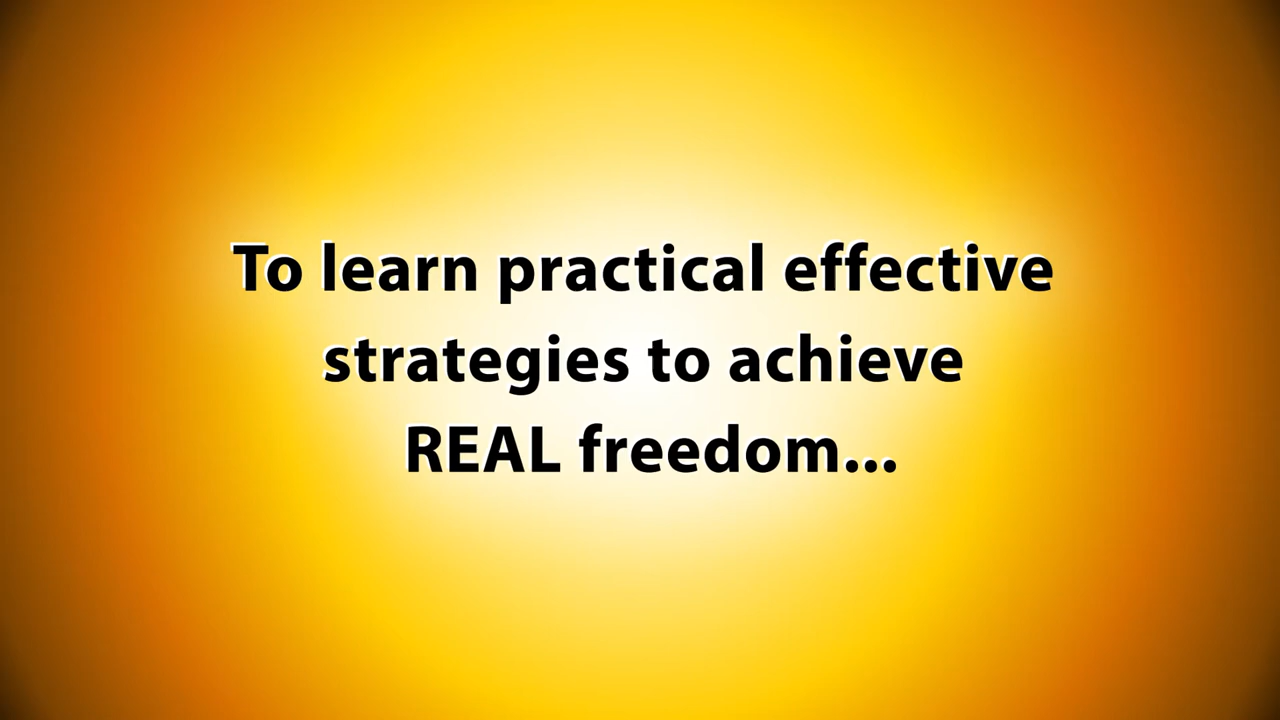 To learn practical effective
strategies to achieve
REAL freedom...